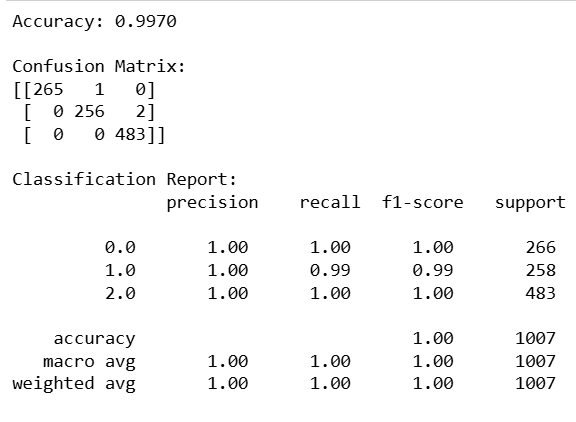 Accuracy: 0.9970
Confusion Matrix:
[[265   1   0]
 [  0 256   2]
 [  0   0 483]]
Classification Report:
              precision    recall  f1-score   support
         0.0       1.00      1.00      1.00       266
         1.0       1.00      0.99      0.99       258
         2.0       1.00      1.00      1.00       483
    accuracy                           1.00      1007
   macro avg       1.00      1.00      1.00      1007
weighted avg       1.00      1.00      1.00      1007